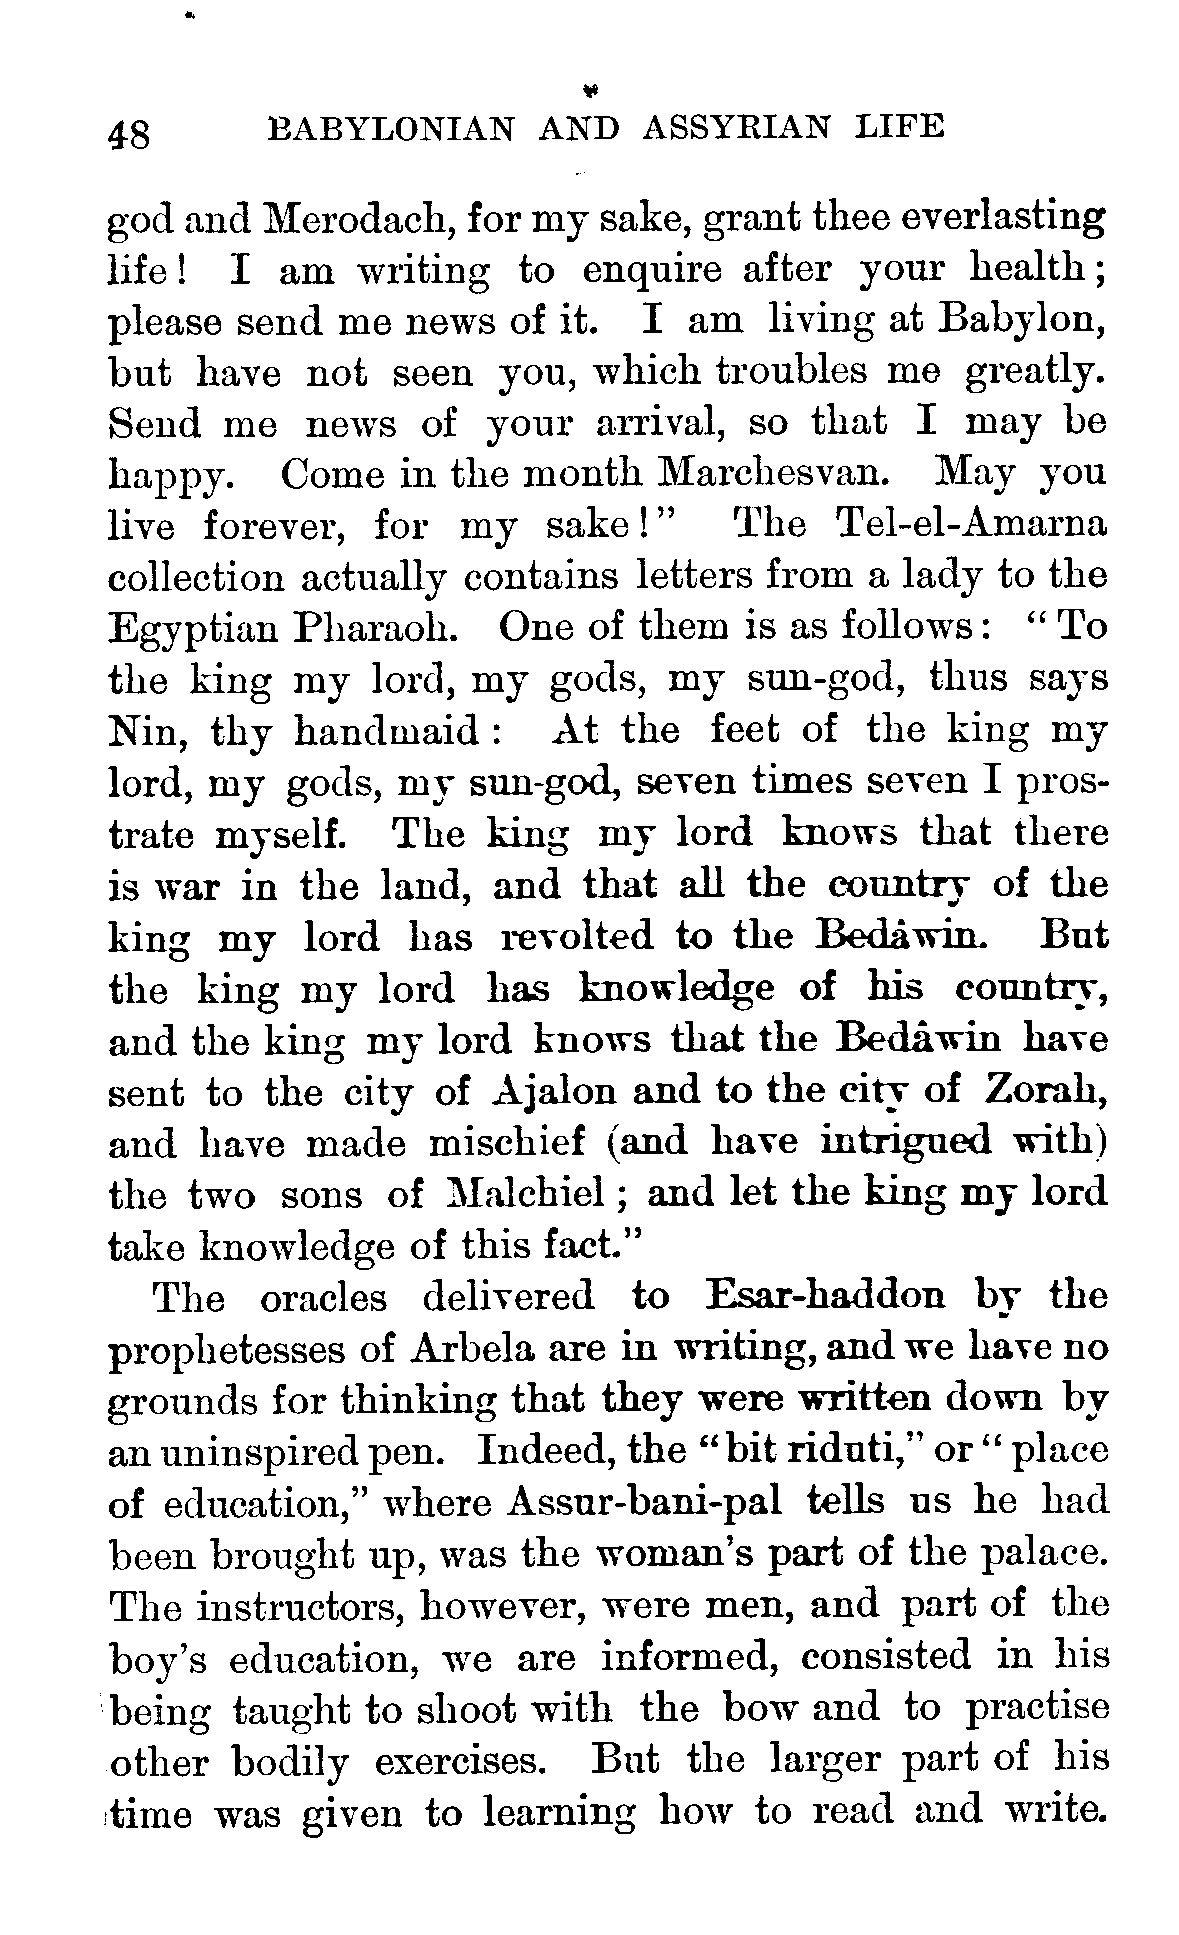 48 BABYLONIAN AND ASSYRIAN LIFE
god and Merodach, for my sake, grant thee everlasting
life! I am writing to enquire after your health;
please send me news of it. I am living at Babylon,
but have not seen you, which troubles me greatly.
Send me news of your arrival, so that I may be
happy. Come in the month Marchesvan. May you
live forever, for my sake!” The Tel-el-Amarna
collection actually contains letters from a lady to the
Egyptian Pharaoh. One of them is as follows: “To
the king my lord, my gods, my sun-god, thus says
Nin, thy handmaid: At the feet of the king my
lord, my gods, my sun-god, seven times seven I pros-
trate myself. The king my lord knows that there
is war in the land, and that all the country of the
king my lord has revolted to the Bedâwin. But
the king my lord has knowledge of his country,
and the king my lord knows that the Bedâwin have
sent to the city of Ajalon and to the city of Zorah,
and have made mischief (and have intrigued with)
the two sons of Malchiel; and let the king my lord
take knowledge of this fact.”
The oracles delivered to Esar-haddon by the
prophetesses of Arbela are in writing, and we have no
grounds for thinking that they were written down by
an uninspired pen. Indeed, the “bit riduti,” or “place
of education,” where Assur-bani-pal tells us he had
been brought up, was the woman’s part of the palace.
The instructors, however, were men, and part of the
boy’s education, we are informed, consisted in his
being taught to shoot with the bow and to practise
other bodily exercises. But the larger part of his
time was given to learning how to read and write.